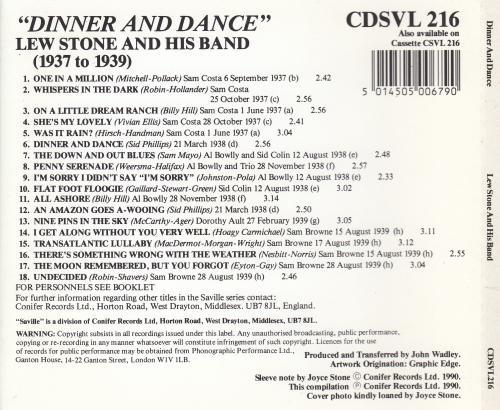 "DINNER AND DANCE"
LEW STONE AND HIS BAND
(1937 to 1939)
CDSVL 216
Also available on
Cassette CSVL 216
5 014505 006790
1. ONE IN A MILLION (Mitchell-Pollack) Sam Costa 6 September 1937 (b) 2.42
2. WHISPERS IN THE DARK (Robin-Hollander) Sam Costa
25 October 1937 (c) 2.56
3. ON A LITTLE DREAM RANCH (Billy Hill) Sam Costa 1 June 1937 (a) 2.56
4. SHE'S MY LOVELY (Vivian Ellis) Sam Costa 28 October 1937 (c) 2.41
5. WAS IT RAIN? (Hirsch-Handman) Sam Costa 1 June 1937 (a) 3.04
6. DINNER AND DANCE (Sid Phillips) 21 March 1938 (d) 2.56
7. THE DOWN AND OUT BLUES (Sam Mayo) Al Bowlly and Sid Colin 12 August 1938 (e) 2.48
8. PENNY SERENADE (Weersma-Halifax) Al Bowlly and Trio 28 November 1938 (f) 2.57
9. I'M SORRY I DIDN'T SAY "I'M SORRY" (Johnston-Pola) Al Bowlly 12 August 1938 (e) 2.33
10. FLAT FOOT FLOOGIE (Gaillard-Stewart-Green) Sid Colin 12 August 1938 (e) 3.02
11. ALL ASHORE (Billy Hill) Al Bowlly 28 November 1938 (f) 3.14
12. AN AMAZON GOES A-WOOING (Sid Phillips) 21 March 1938 (d) 2.50
13. NINE PINS IN THE SKY (McCarthy-Ager) Dorothy Ault 27 February 1939 (g) 3.05
14. I GET ALONG WITHOUT YOU VERY WELL (Hoagy Carmichael) Sam Browne 15 August 1939 (h) 3.11
15. TRANSATLANTIC LULLABY (MacDermot-Morgan-Wright) Sam Browne 17 August 1939 (h) 3.12
16. THERE'S SOMETHING WRONG WITH THE WEATHER (Nesbitt-Norris) Sam Browne 15 August 1939 (h) 2.55
17. THE MOON REMEMBERED, BUT YOU FORGOT (Eyton-Gay) Sam Browne 28 August 1939 (h) 3.04
18. UNDECIDED (Robin-Shavers) Sam Browne 28 August 1939 (h) 2.46
FOR PERSONNELS SEE BOOKLET
For further information regarding other titles in the Saville series contact:
Conifer Records Ltd., Horton Road, West Drayton, Middlesex. UB7 8JL, England.
"Saville" is a division of Conifer Records Ltd, Horton Road, West Drayton, Middlesex, UB7 8JL.
WARNING: Copyright subsists in all recordings issued under this label. Any unauthorised broadcasting, public performance,
copying or re-recording in any manner whatsoever will constitute infringement of such copyright. Licences for the use
of records for public performance may be obtained from Phonographic Performance Ltd.,
Ganton House, 14-22 Ganton Street, London W1V 1LB.
Produced and Transferred by John Wadley.
Artwork Origination: Graphic Edge.
Sleeve note by Joyce Stone Ⓒ Conifer Records Ltd. 1990.
This compilation Ⓟ Conifer Records Ltd. 1990.
Cover photo kindly loaned by Joyce Stone.
Dinner And Dance
Lew Stone And His Band
CDSVL216